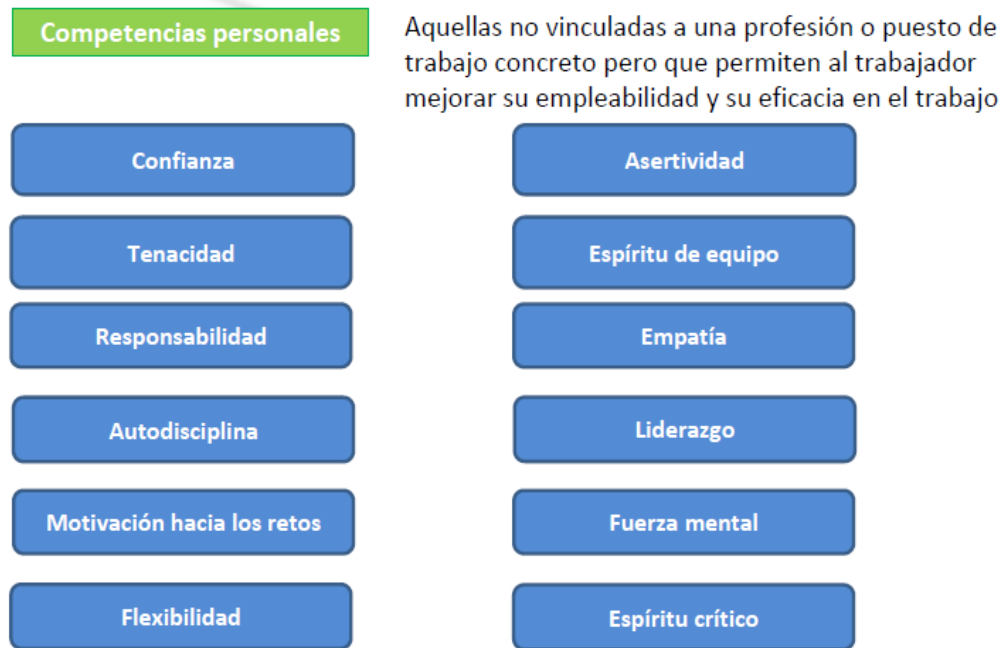 Competencias personales
Aquellas no vinculadas a una profesión o puesto de
trabajo concreto pero que permiten al trabajador
mejorar su empleabilidad y su eficacia en el trabajo
Confianza
Asertividad
Tenacidad
Espíritu de equipo
Responsabilidad
Empatía
Autodisciplina
Liderazgo
Motivación hacia los retos
Fuerza mental
Flexibilidad
Espíritu crítico